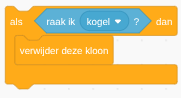 als raak ik kogel ? dan
verwijder deze kloon